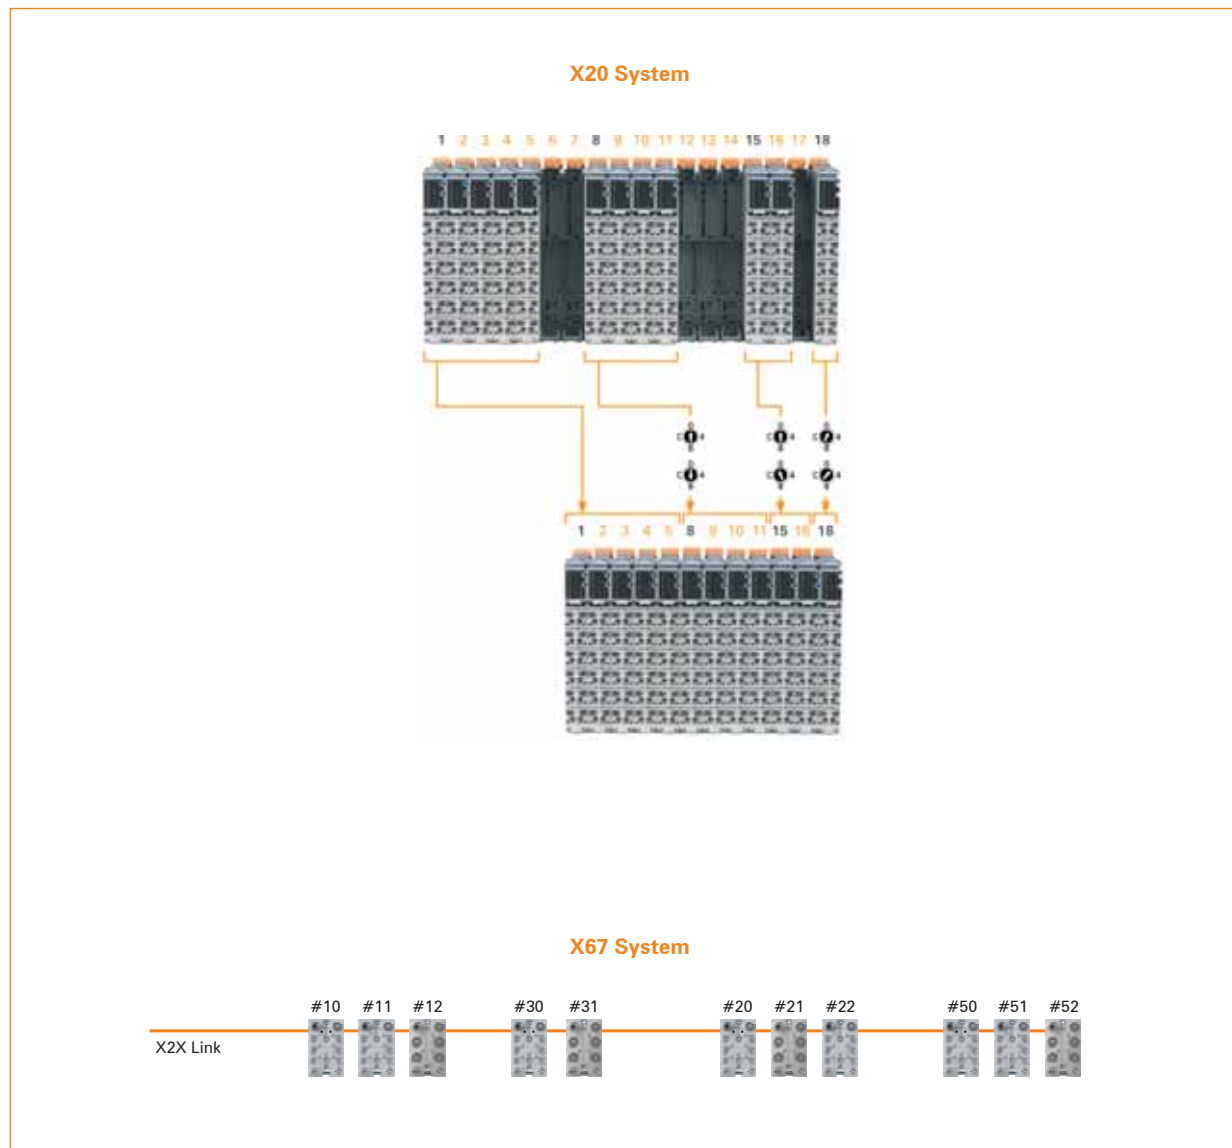 X20 System
1 2 3 4 5 6 7 8 9 10 11 12 13 14 15 16 17 18
1 2 3 4 5 8 9 10 11 15 16 18
X67 System
#10 #11 #12 #30 #31 #20 #21 #22 #50 #51 #52
X2X Link